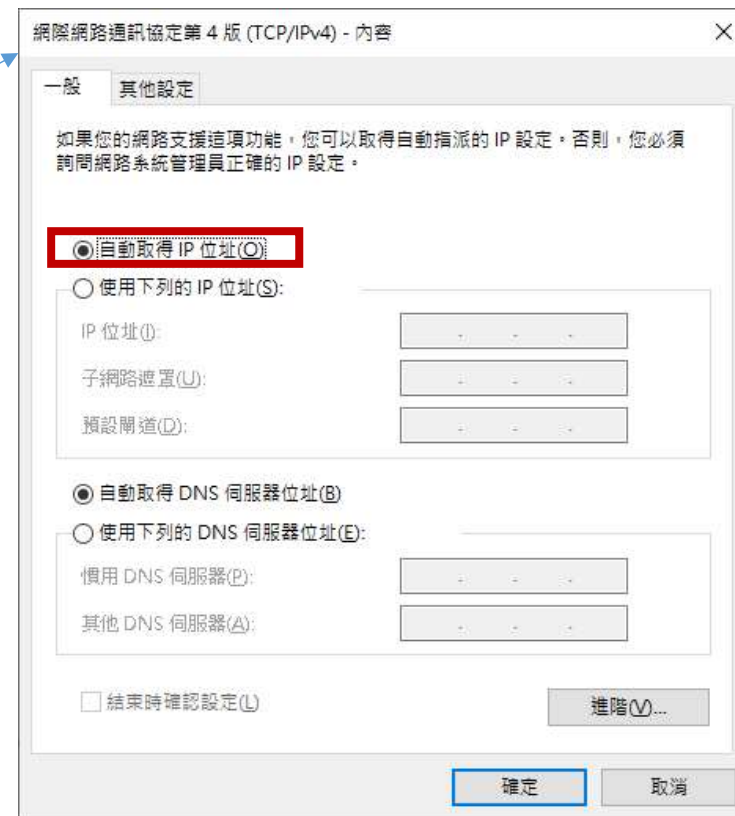 網際網路通訊協定第 4 版 (TCP/IPv4) - 內容
一般
其他設定
如果您的網路支援這項功能，您可以取得自動指派的 IP 設定。否則，您必須
詢問網路系統管理員正確的 IP 設定。
自動取得 IP 位址(O)
使用下列的 IP 位址(S):
IP 位址(I):
子網路遮罩(U):
預設閘道(D):
自動取得 DNS 伺服器位址(B)
使用下列的 DNS 伺服器位址(E):
慣用 DNS 伺服器(P):
其他 DNS 伺服器(A):
結束時確認設定(L)
進階(V)...
確定
取消